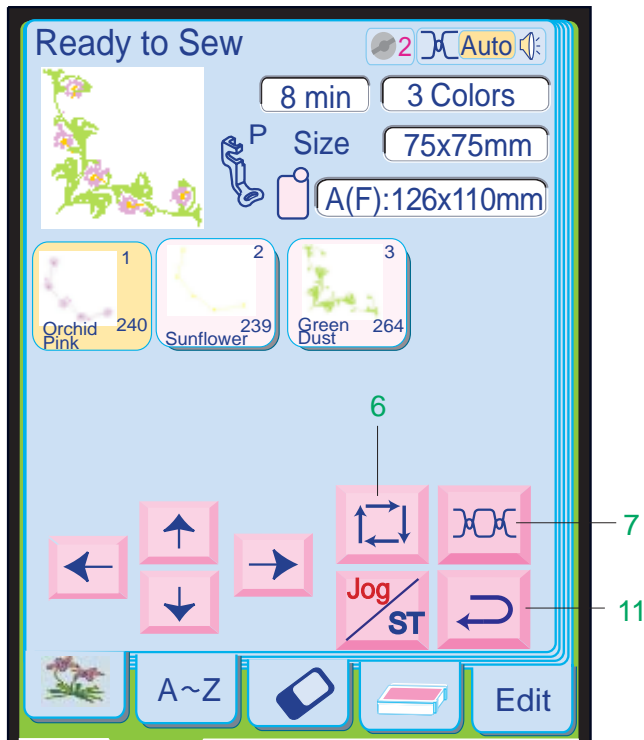 Ready to Sew
2 Auto
8 min 3 Colors
P Size 75x75mm
A(F):126x110mm
1 2 3
Orchid Pink 240
Sunflower 239
Green Dust 264
6
7
Jog/ST
11
A~Z Edit